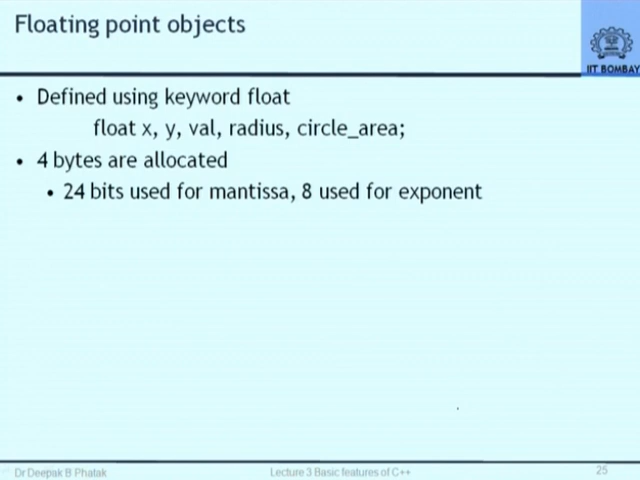 Floating point objects
IIT BOMBAY
• Defined using keyword float
float x, y, val, radius, circle_area;
• 4 bytes are allocated
• 24 bits used for mantissa, 8 used for exponent
Dr Deepak B Phatak
Lecture 3 Basic features of C++
25